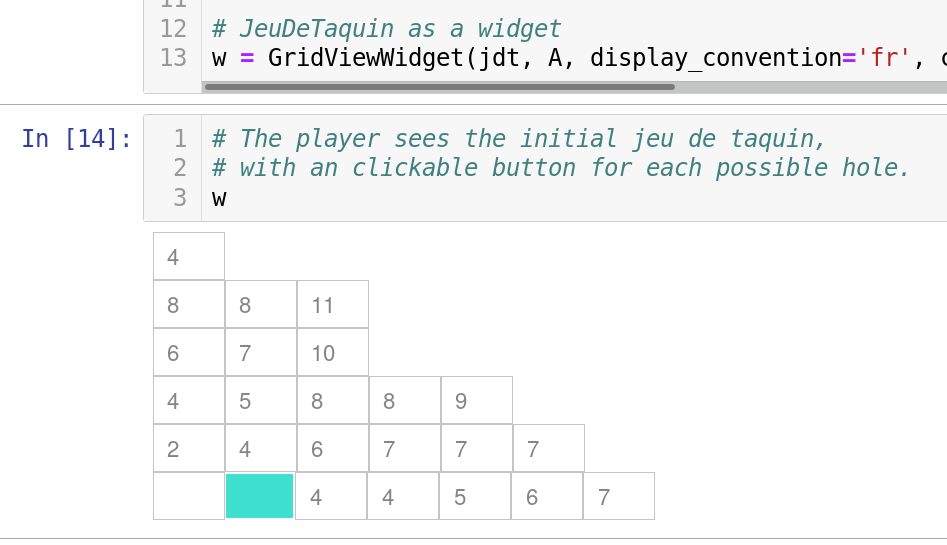 11
12 # JeuDeTaquin as a widget
13 w = GridViewWidget(jdt, A, display_convention='fr', c
In [14]:
1 # The player sees the initial jeu de taquin,
2 # with an clickable button for each possible hole.
3 w
4
8 8 11
6 7 10
4 5 8 8 9
2 4 6 7 7 7
4 4 5 6 7